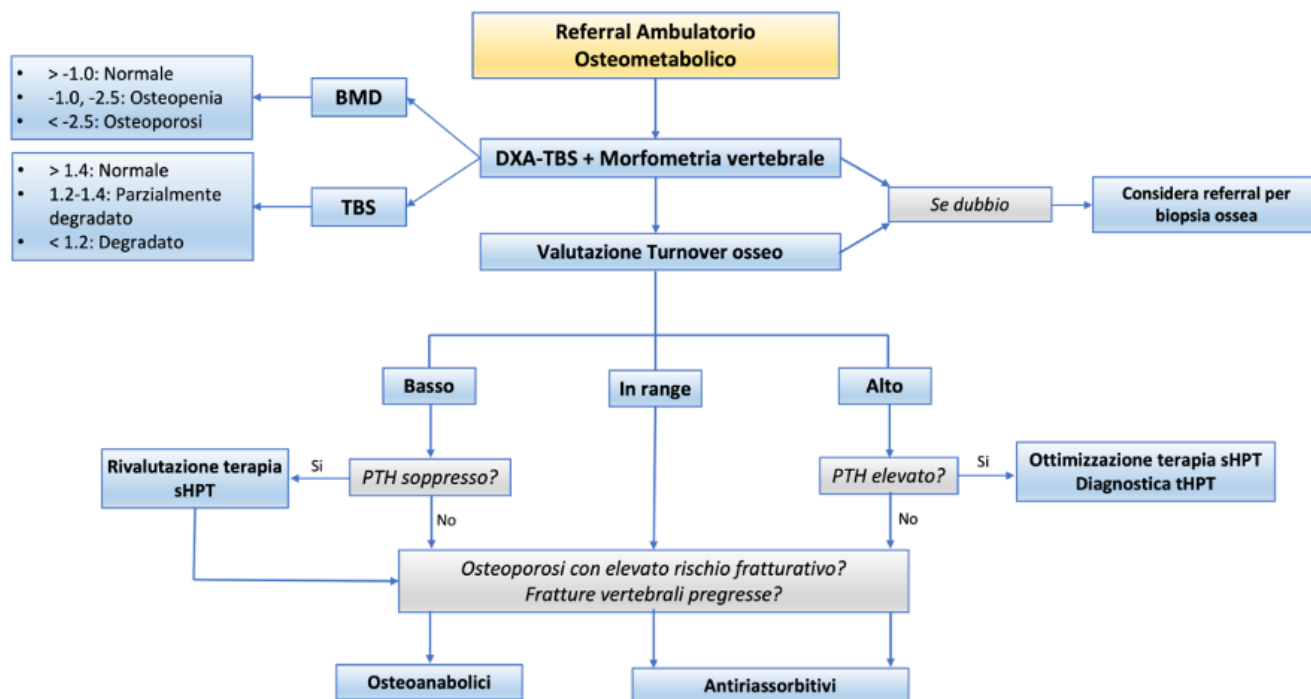 Referral Ambulatorio
Osteometabolico
• > -1.0: Normale
• -1.0, -2.5: Osteopenia
• < -2.5: Osteoporosi
BMD
DXA-TBS + Morfometria vertebrale
• > 1.4: Normale
• 1.2-1.4: Parzialmente
degradato
• < 1.2: Degradato
TBS
Se dubbio
Considera referral per
biopsia ossea
Valutazione Turnover osseo
Basso
In range
Alto
Rivalutazione terapia
sHPT
Si
PTH soppresso?
No
PTH elevato?
Si
No
Ottimizzazione terapia sHPT
Diagnostica tHPT
Osteoporosi con elevato rischio fratturativo?
Fratture vertebrali pregresse?
Osteoanabolici
Antiriassorbitivi